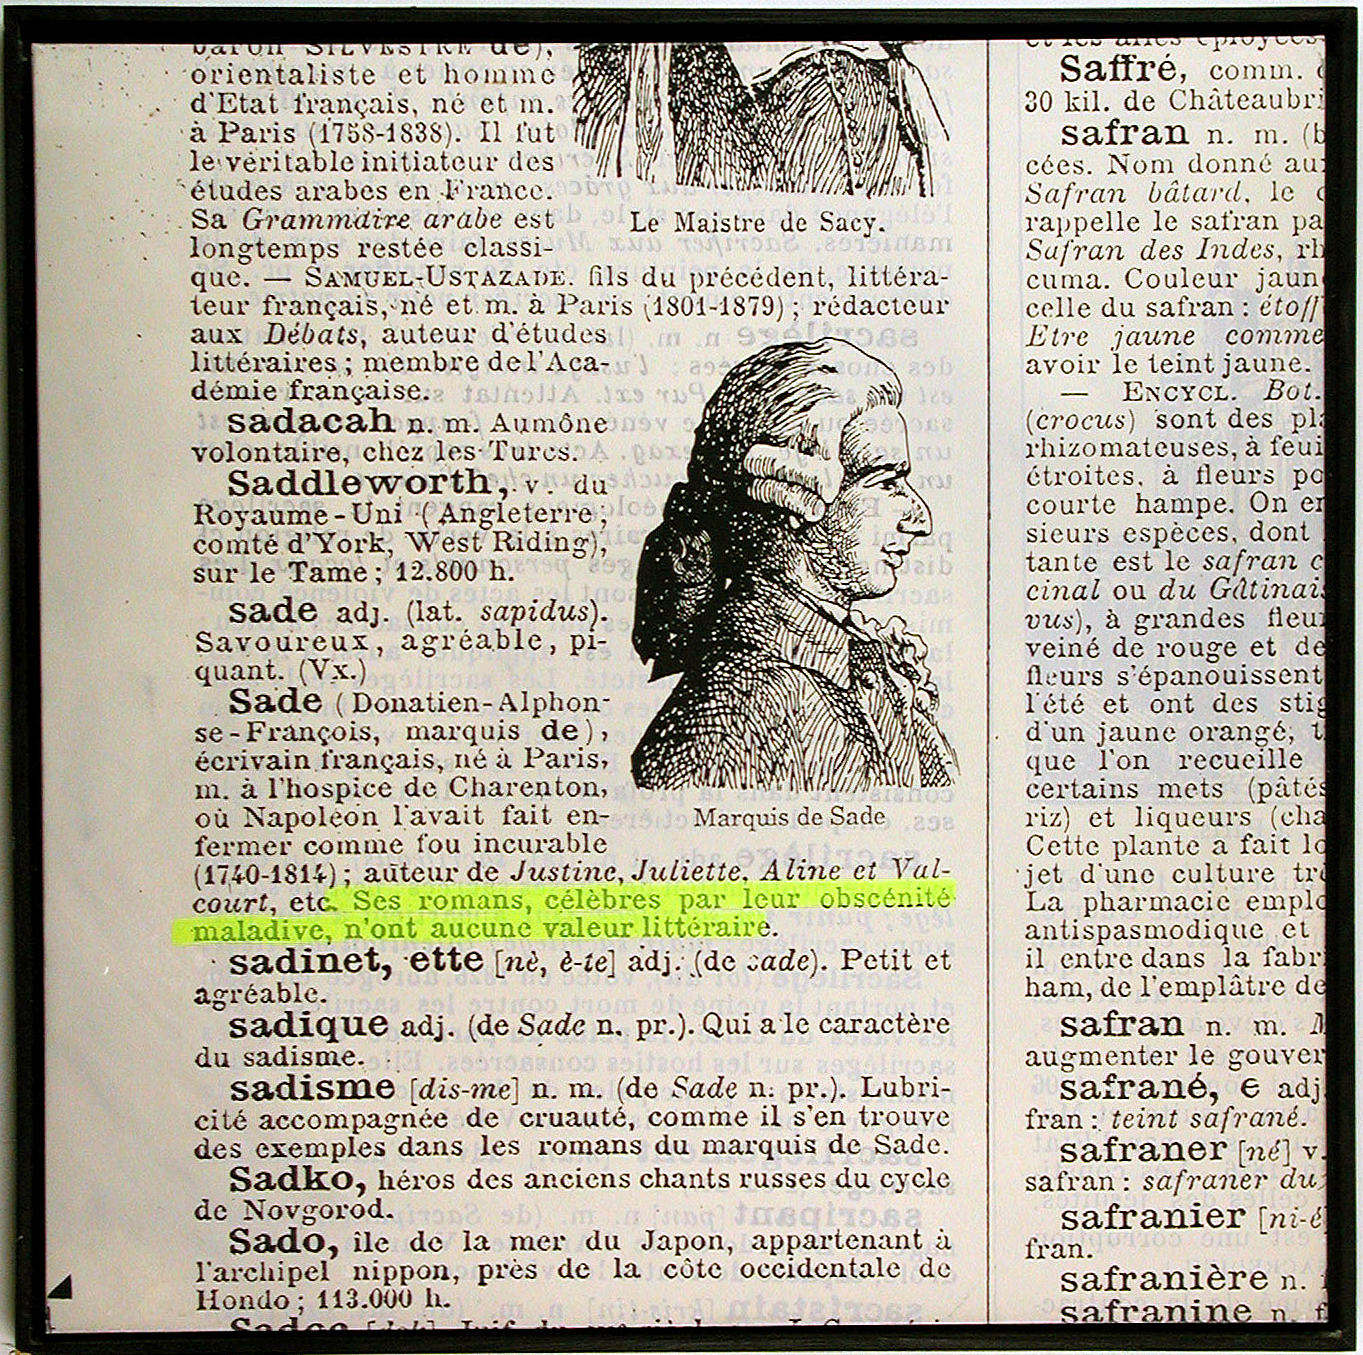 baron SILVESTRE de),
orientaliste et homme
d'Etat français, né et m.
à Paris (1758-1838). Il fut
le véritable initiateur des
études arabes en France.
Sa Grammaire arabe est
longtemps restée classi-
que. — SAMUEL-USTAZADE. fils du précédent, littéra-
teur français, né et m. à Paris (1801-1879) ; rédacteur
aux Débats, auteur d'études
littéraires ; membre de l'Aca-
démie française.
Le Maistre de Sacy.
sadacah n. m. Aumône
volontaire, chez les Turcs.
Saddleworth, v. du
Royaume-Uni (Angleterre ;
comté d'York, West Riding),
sur le Tame ; 12.800 h.
sade adj. (lat. sapidus).
Savoureux, agréable, pi-
quant. (Vx.)
Sade (Donatien-Alphon-
se-François, marquis de),
écrivain français, né à Paris,
m. à l'hospice de Charenton,
où Napoléon l'avait fait en-
fermer comme fou incurable
(1740-1814) ; auteur de Justine, Juliette, Aline et Val-
court, etc. Ses romans, célèbres par leur obscénité
maladive, n'ont aucune valeur littéraire.
Marquis de Sade
sadinet, ette [nè, è-te] adj. (de sade). Petit et
agréable.
sadique adj. (de Sade n. pr.). Qui a le caractère
du sadisme.
sadisme [dis-me] n. m. (de Sade n. pr.). Lubri-
cité accompagnée de cruauté, comme il s'en trouve
des exemples dans les romans du marquis de Sade.
Sadko, héros des anciens chants russes du cycle
de Novgorod.
Sado, île de la mer du Japon, appartenant à
l'archipel nippon, près de la côte occidentale de
Hondo ; 113.000 h.
Saffré, comm.
30 kil. de Châteaubri
safran n. m. (b
cées. Nom donné au
Safran bâtard, le
rappelle le safran pa
Safran des Indes, rh
cuma. Couleur jaun
celle du safran : étoff
Etre jaune comme
avoir le teint jaune.
— ENCYCL. Bot.
(crocus) sont des pl
rhizomateuses, à feui
étroites, à fleurs po
courte hampe. On en
sieurs espèces, dont
tante est le safran
cinal ou du Gâtinais
vus), à grandes fleu
veiné de rouge et de
fleurs s'épanouissent
l'été et ont des stig
d'un jaune orangé; t
que l'on recueille
certains mets (pâtés
riz) et liqueurs (cha
Cette plante a fait lo
jet d'une culture tr
La pharmacie emplo
antispasmodique et
il entre dans la fabr
ham, de l'emplâtre de
safran n. m. M
augmenter le gouver
safrané, e adj
fran : teint safrané.
safraner [né] v.
safran : safraner du
safranier [ni-é
fran.
safranière n.
safranine n. f